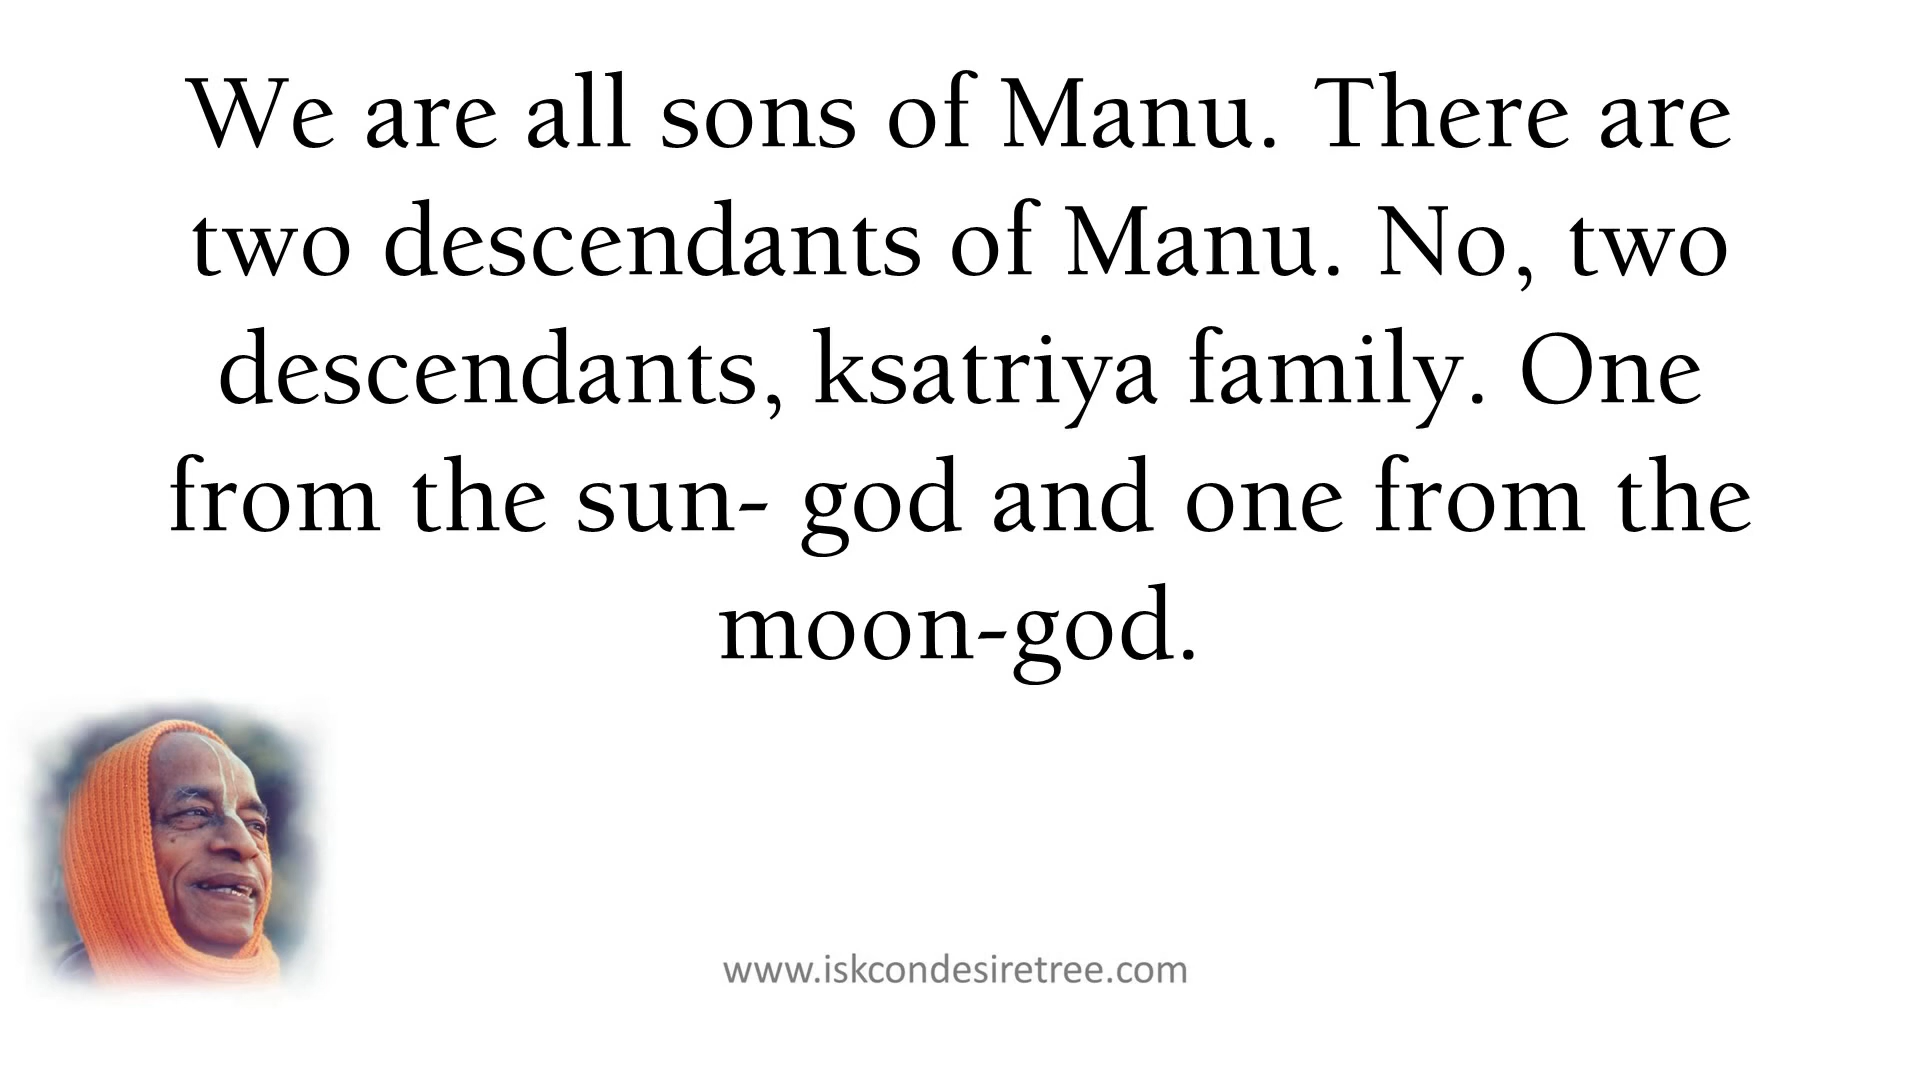 We are all sons of Manu. There are
two descendants of Manu. No, two
descendants, ksatriya family. One
from the sun- god and one from the
moon-god.
www.iskcondesiretree.com